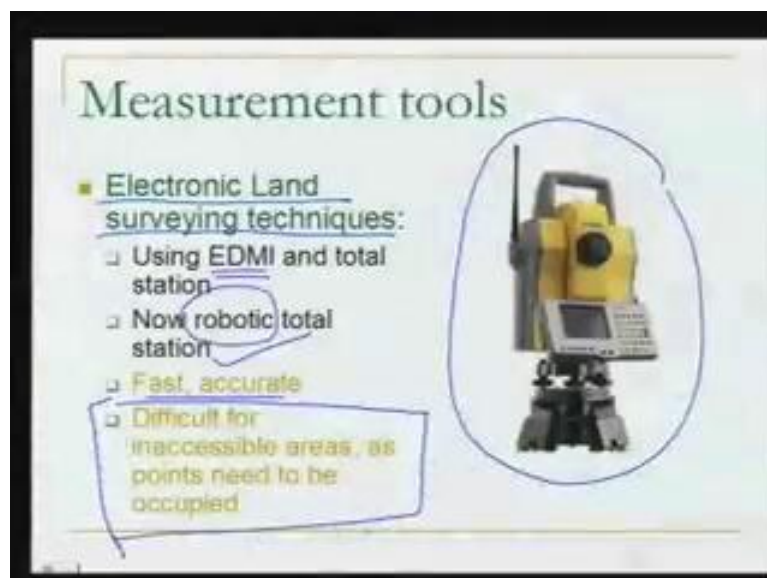 Measurement tools
Electronic Land
surveying techniques:
Using EDMI and total
station
Now robotic total
station
Fast, accurate
Difficult for
inaccessible areas, as
points need to be
occupied